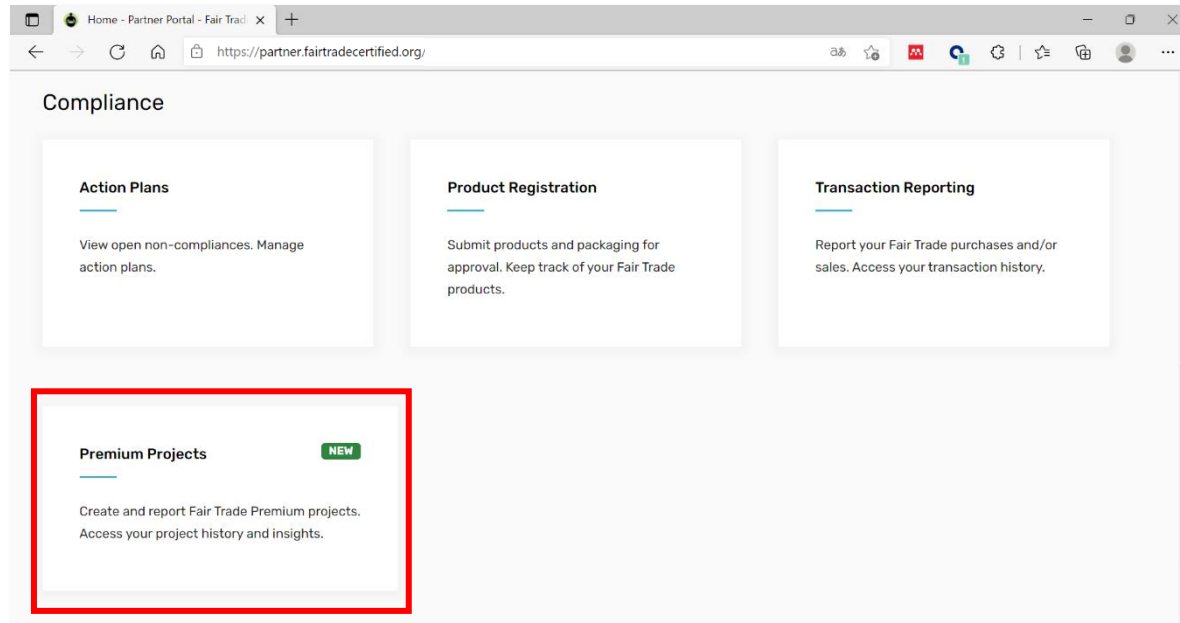 Home - Partner Portal - Fair Trad
https://partner.fairtradecertified.org/
Compliance
Action Plans
View open non-compliances. Manage
action plans.
Product Registration
Submit products and packaging for
approval. Keep track of your Fair Trade
products.
Transaction Reporting
Report your Fair Trade purchases and/or
sales. Access your transaction history.
Premium Projects
NEW
Create and report Fair Trade Premium projects.
Access your project history and insights.